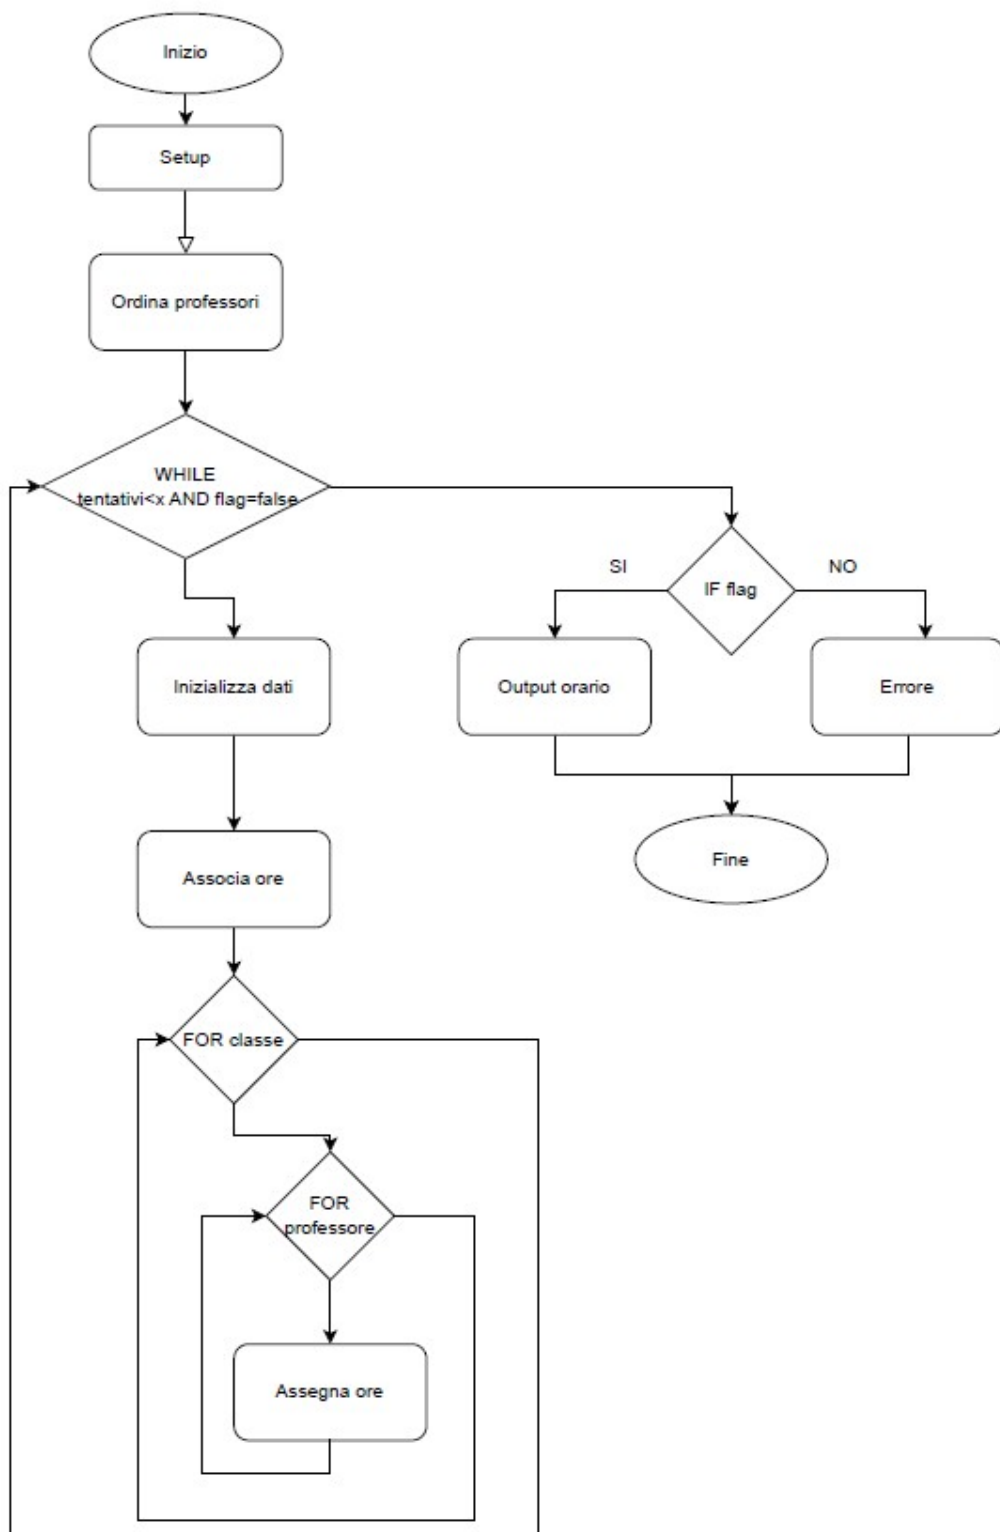 Inizio
Setup
Ordina professori
WHILE
tentativi<x AND flag=false
SI
IF flag
NO
Inizializza dati
Output orario
Errore
Associa ore
Fine
FOR classe
FOR
professore
Assegna ore